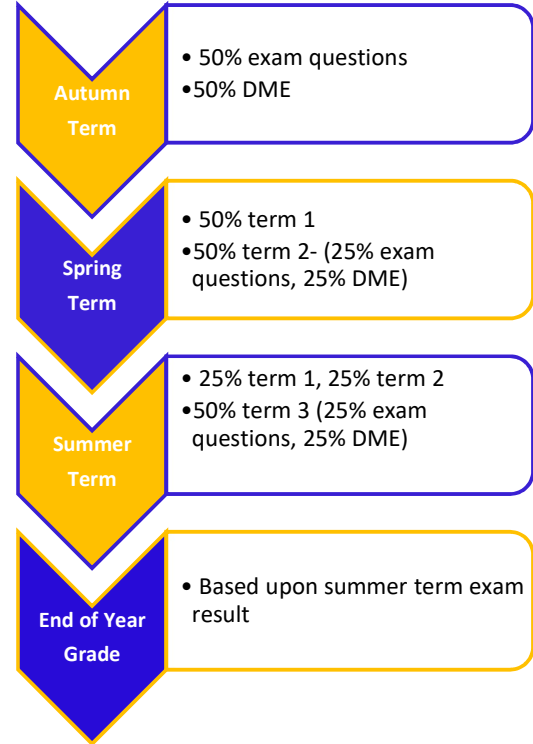 Autumn
Term
• 50% exam questions
•50% DME
Spring
Term
• 50% term 1
•50% term 2- (25% exam
questions, 25% DME)
Summer
Term
• 25% term 1, 25% term 2
•50% term 3 (25% exam
questions, 25% DME)
End of Year
Grade
• Based upon summer term exam
result